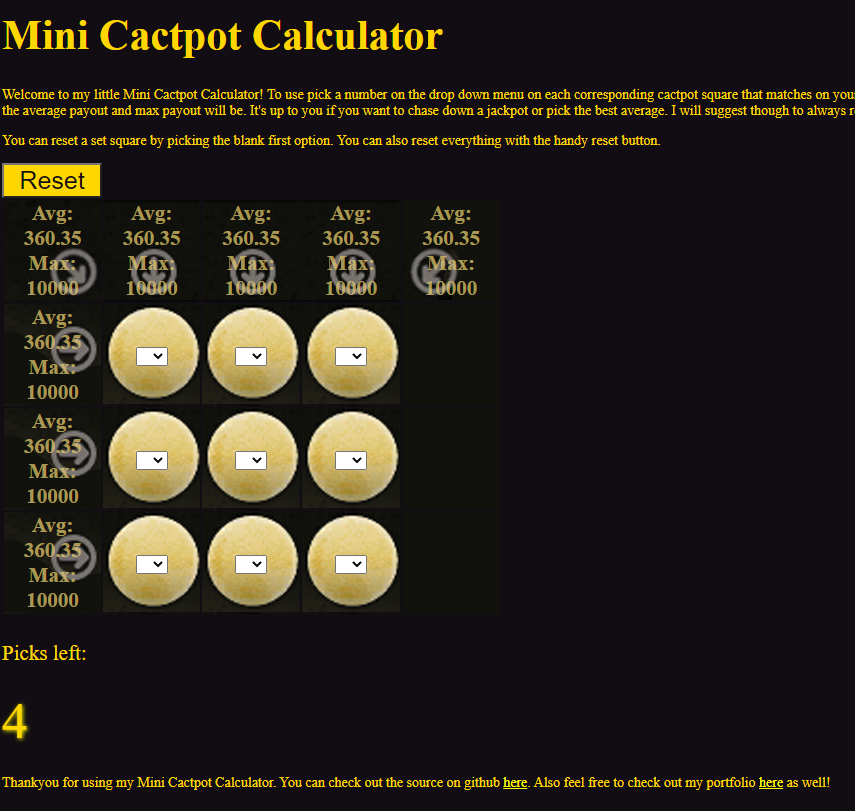 Mini Cactpot Calculator
Welcome to my little Mini Cactpot Calculator! To use pick a number on the drop down menu on each corresponding cactpot square that matches on
the average payout and max payout will be. It's up to you if you want to chase down a jackpot or pick the best average. I will suggest though to always
You can reset a set square by picking the blank first option. You can also reset everything with the handy reset button.
Reset
Avg: Avg: Avg: Avg: Avg:
360.35 360.35 360.35 360.35 360.35
Max: Max: Max: Max: Max:
10000 10000 10000 10000 10000
Avg:
360.35
Max:
10000
Avg:
360.35
Max:
10000
Avg:
360.35
Max:
10000
Picks left:
4
Thankyou for using my Mini Cactpot Calculator. You can check out the source on github here. Also feel free to check out my portfolio here as well!